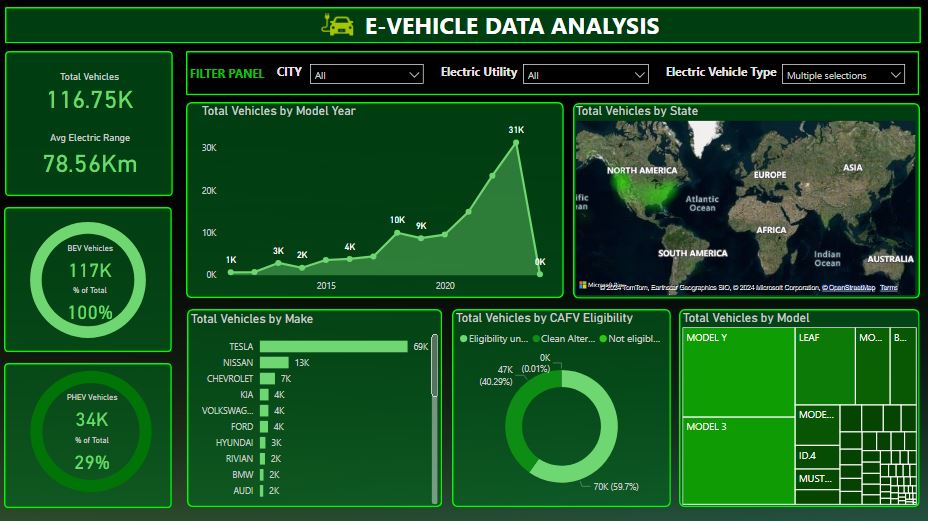 E-VEHICLE DATA ANALYSIS
Total Vehicles
116.75K
Avg Electric Range
78.56Km
FILTER PANEL CITY All Electric Utility All Electric Vehicle Type Multiple selections
Total Vehicles by Model Year
30K
20K
10K
0K
1K
3K
2K
4K
10K
9K
31K
0K
2015
2020
Total Vehicles by State
NORTH AMERICA
EUROPE
ASIA
Atlantic
Ocean
AFRICA
SOUTH AMERICA
Indian
Ocean
AUSTRALIA
© 2024 TomTom, Earthstar Geographics SIO, © 2024 Microsoft Corporation, © OpenStreetMap Terms
BEV Vehicles
117K
% of Total
100%
PHEV Vehicles
34K
% of Total
29%
Total Vehicles by Make
TESLA 69K
NISSAN 13K
CHEVROLET 7K
KIA 4K
VOLKSWAG... 4K
FORD 4K
HYUNDAI 3K
RIVIAN 2K
BMW 2K
AUDI 2K
Total Vehicles by CAFV Eligibility
Eligibility un... Clean Alter... Not eligibl...
0K
(0.01%)
47K
(40.29%)
70K (59.7%)
Total Vehicles by Model
MODEL Y
MODEL 3
LEAF
MO...
B...
MODE...
ID.4
MUST...